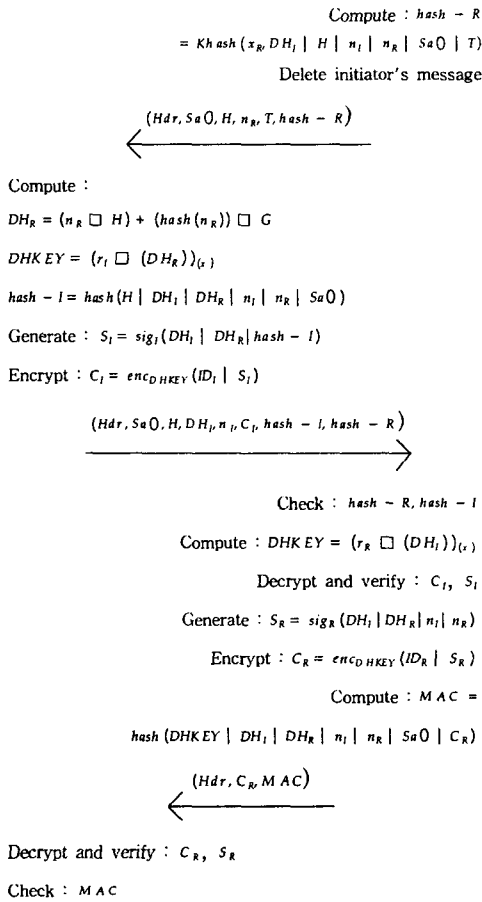 Compute : hash - R
= Khash (x_R, DH_I | H | n_I | n_R | Sa0 | T)
Delete initiator's message
(Hdr, Sa0, H, n_R, T, hash - R)
Compute :
DH_R = (n_R □ H) + (hash(n_R)) □ G
DHKEY = (r_I □ (DH_R))_(x)
hash - I = hash(H | DH_I | DH_R | n_I | n_R | Sa0)
Generate : S_I = sig_I(DH_I | DH_R | hash - I)
Encrypt : C_I = enc_DHKEY(ID_I | S_I)
(Hdr, Sa0, H, DH_I, n_I, C_I, hash - I, hash - R)
Check : hash - R, hash - I
Compute : DHKEY = (r_R □ (DH_I))_(x)
Decrypt and verify : C_I, S_I
Generate : S_R = sig_R (DH_I | DH_R | n_I | n_R)
Encrypt : C_R = enc_DHKEY(ID_R | S_R)
Compute : MAC =
hash (DHKEY | DH_I | DH_R | n_I | n_R | Sa0 | C_R)
(Hdr, C_R, MAC)
Decrypt and verify : C_R, S_R
Check : MAC